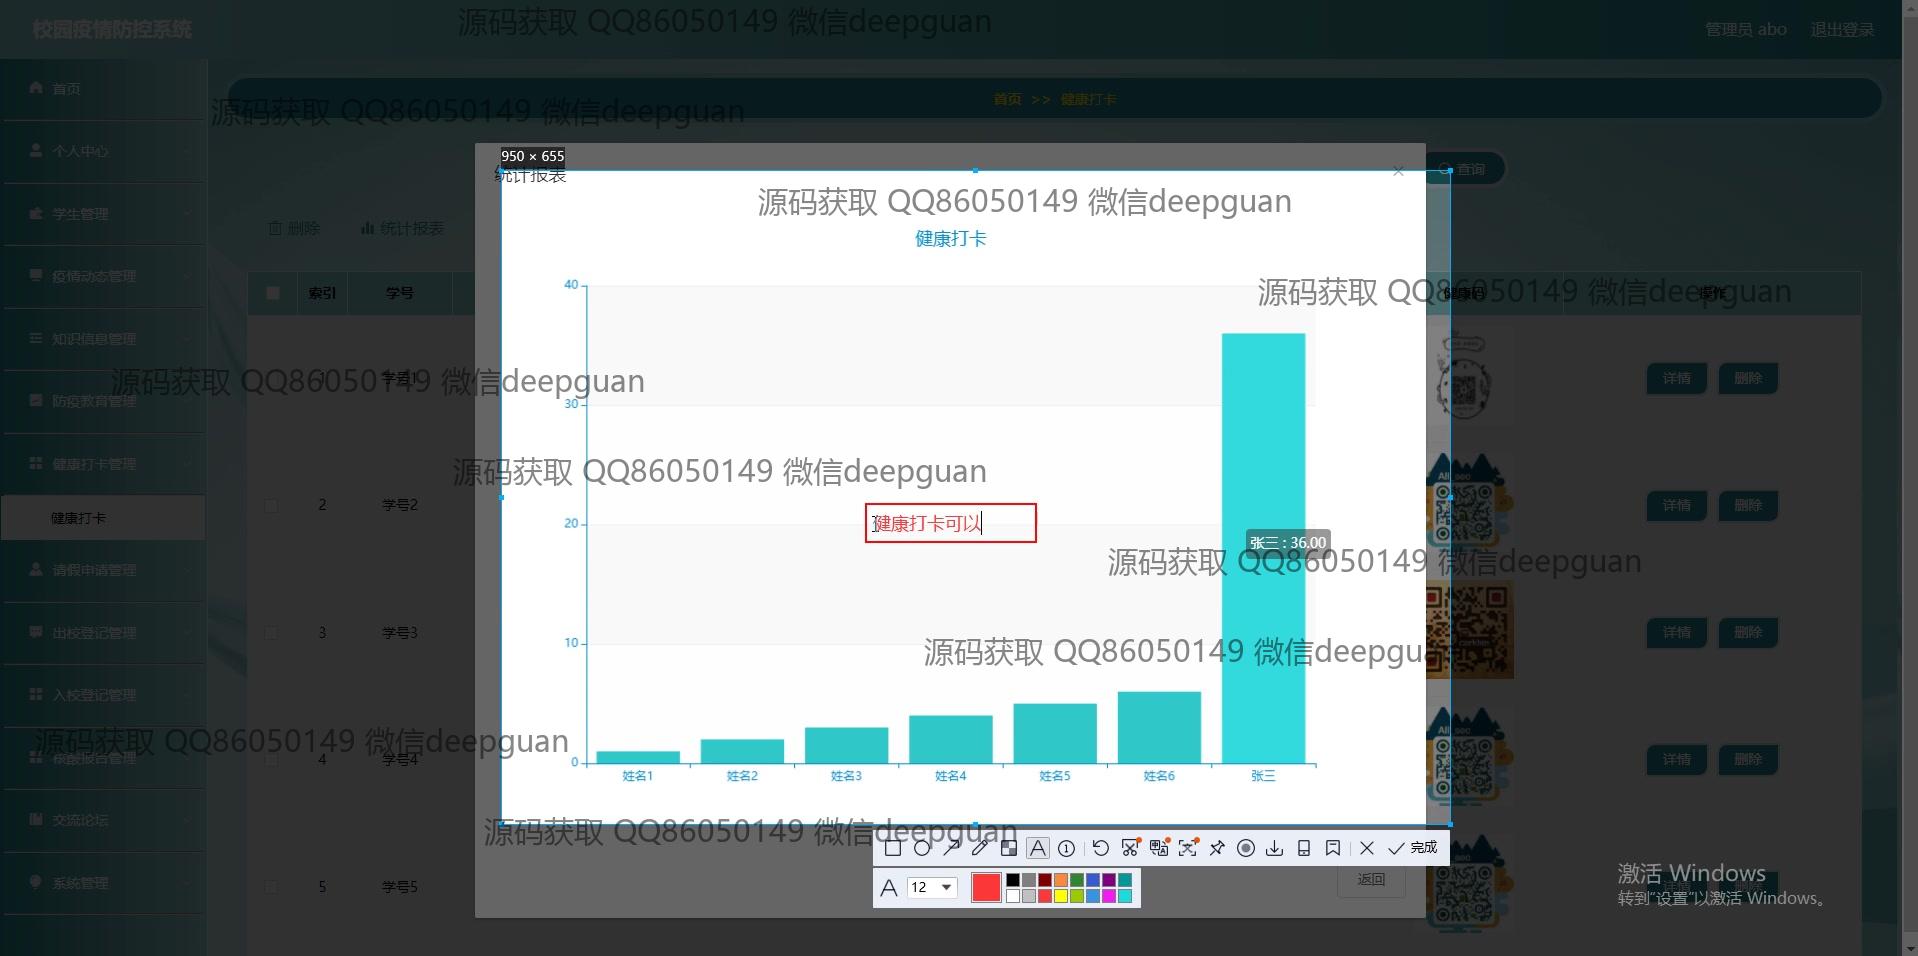 校园疫情防控系统
源码获取 QQ86050149 微信deepguan
管理员 abo
退出登录
首页
源码获取 QQ86050149 微信deepguan
首页 >> 健康打卡
个人中心
950 × 655
统计报表
查询
源码获取 QQ86050149 微信deepguan
学生管理
删除
统计报表
健康打卡
疫情动态管理
40
索引
学号
源码获取 QQ86050149 微信deepguan
健康码
操作
知识信息管理
源码获取 QQ86050149 微信deepguan
1
学号1
详情
删除
防疫教育管理
30
健康打卡管理
源码获取 QQ86050149 微信deepguan
2
学号2
详情
删除
健康打卡
20
健康打卡可以
张三 : 36.00
请假申请管理
源码获取 QQ86050149 微信deepguan
出校登记管理
3
学号3
10
源码获取 QQ86050149 微信deepguan
详情
删除
入校登记管理
源码获取 QQ86050149 微信deepguan
核酸报告管理
4
学号4
0
详情
删除
姓名1
姓名2
姓名3
姓名4
姓名5
姓名6
张三
交流论坛
源码获取 QQ86050149 微信deepguan
完成
系统管理
5
学号5
12
返回
详情
删除
激活 Windows
转到"设置"以激活 Windows。